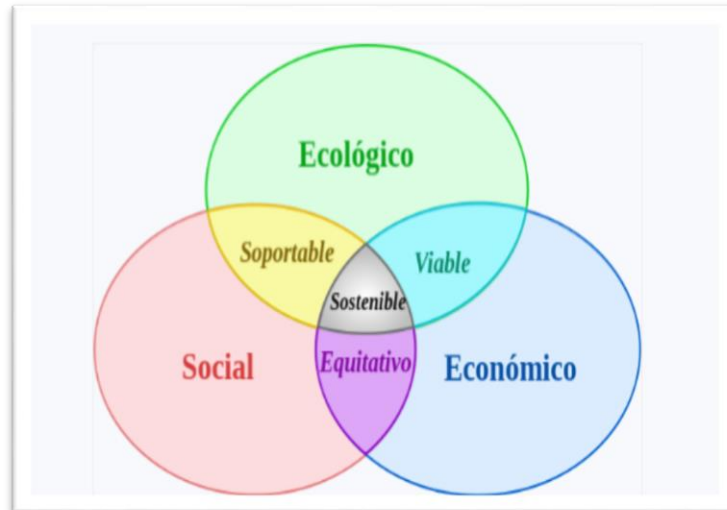 Ecológico
Soportable
Viable
Sostenible
Social
Equitativo
Económico